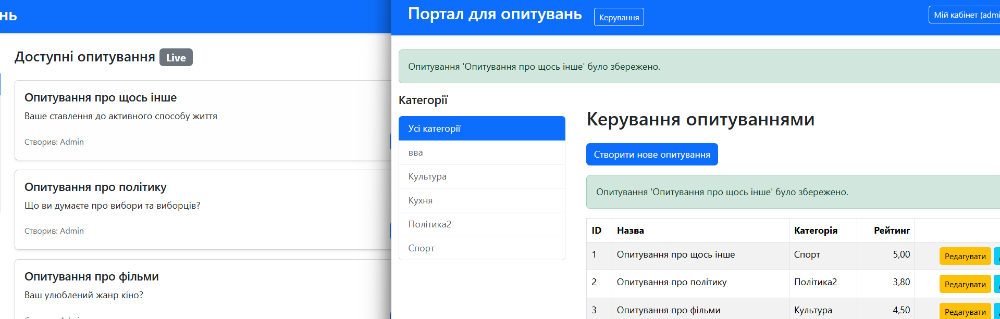 нь
Доступні опитування Live
Опитування про щось інше
Ваше ставлення до активного способу життя
Створив: Admin
Опитування про політику
Що ви думаєте про вибори та виборців?
Створив: Admin
Опитування про фільми
Ваш улюблений жанр кіно?
Портал для опитувань Керування Мій кабінет (admi
Опитування 'Опитування про щось інше' було збережено.
Категорії
Усі категорії
вва
Культура
Кухня
Політика2
Спорт
Керування опитуваннями
Створити нове опитування
Опитування 'Опитування про щось інше' було збережено.
ID Назва Категорія Рейтинг
1 Опитування про щось інше Спорт 5,00 Редагувати
2 Опитування про політику Політика2 3,80 Редагувати
3 Опитування про фільми Культура 4,50 Редагувати